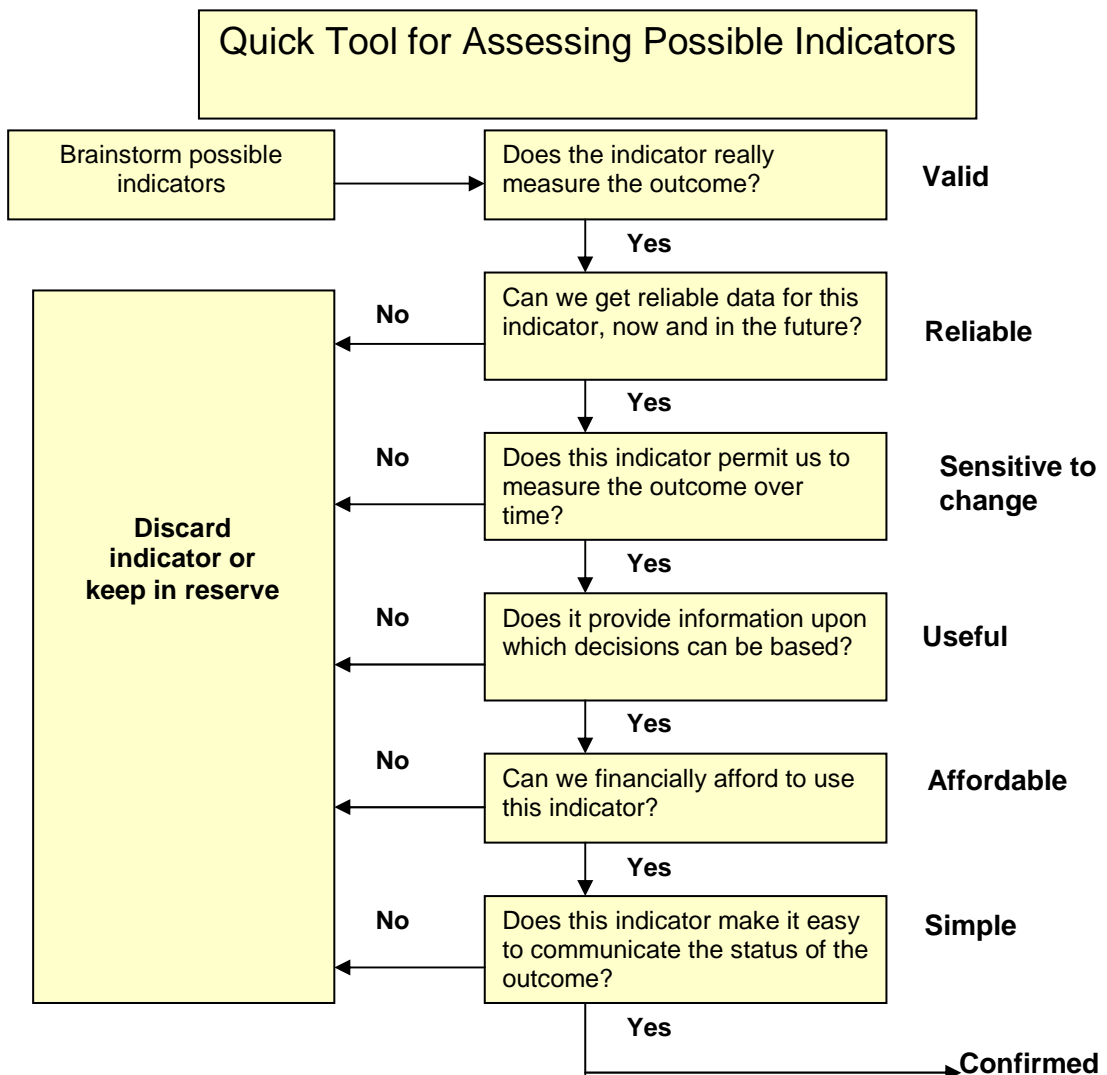 Quick Tool for Assessing Possible Indicators
Brainstorm possible
indicators
Does the indicator really
measure the outcome?
Valid
Yes
Can we get reliable data for this
indicator, now and in the future?
No
Reliable
Yes
Does this indicator permit us to
measure the outcome over
time?
No
Sensitive to
change
Discard
indicator or
keep in reserve
Yes
Does it provide information upon
which decisions can be based?
No
Useful
Yes
Can we financially afford to use
this indicator?
No
Affordable
Yes
Does this indicator make it easy
to communicate the status of the
outcome?
No
Simple
Yes
Confirmed